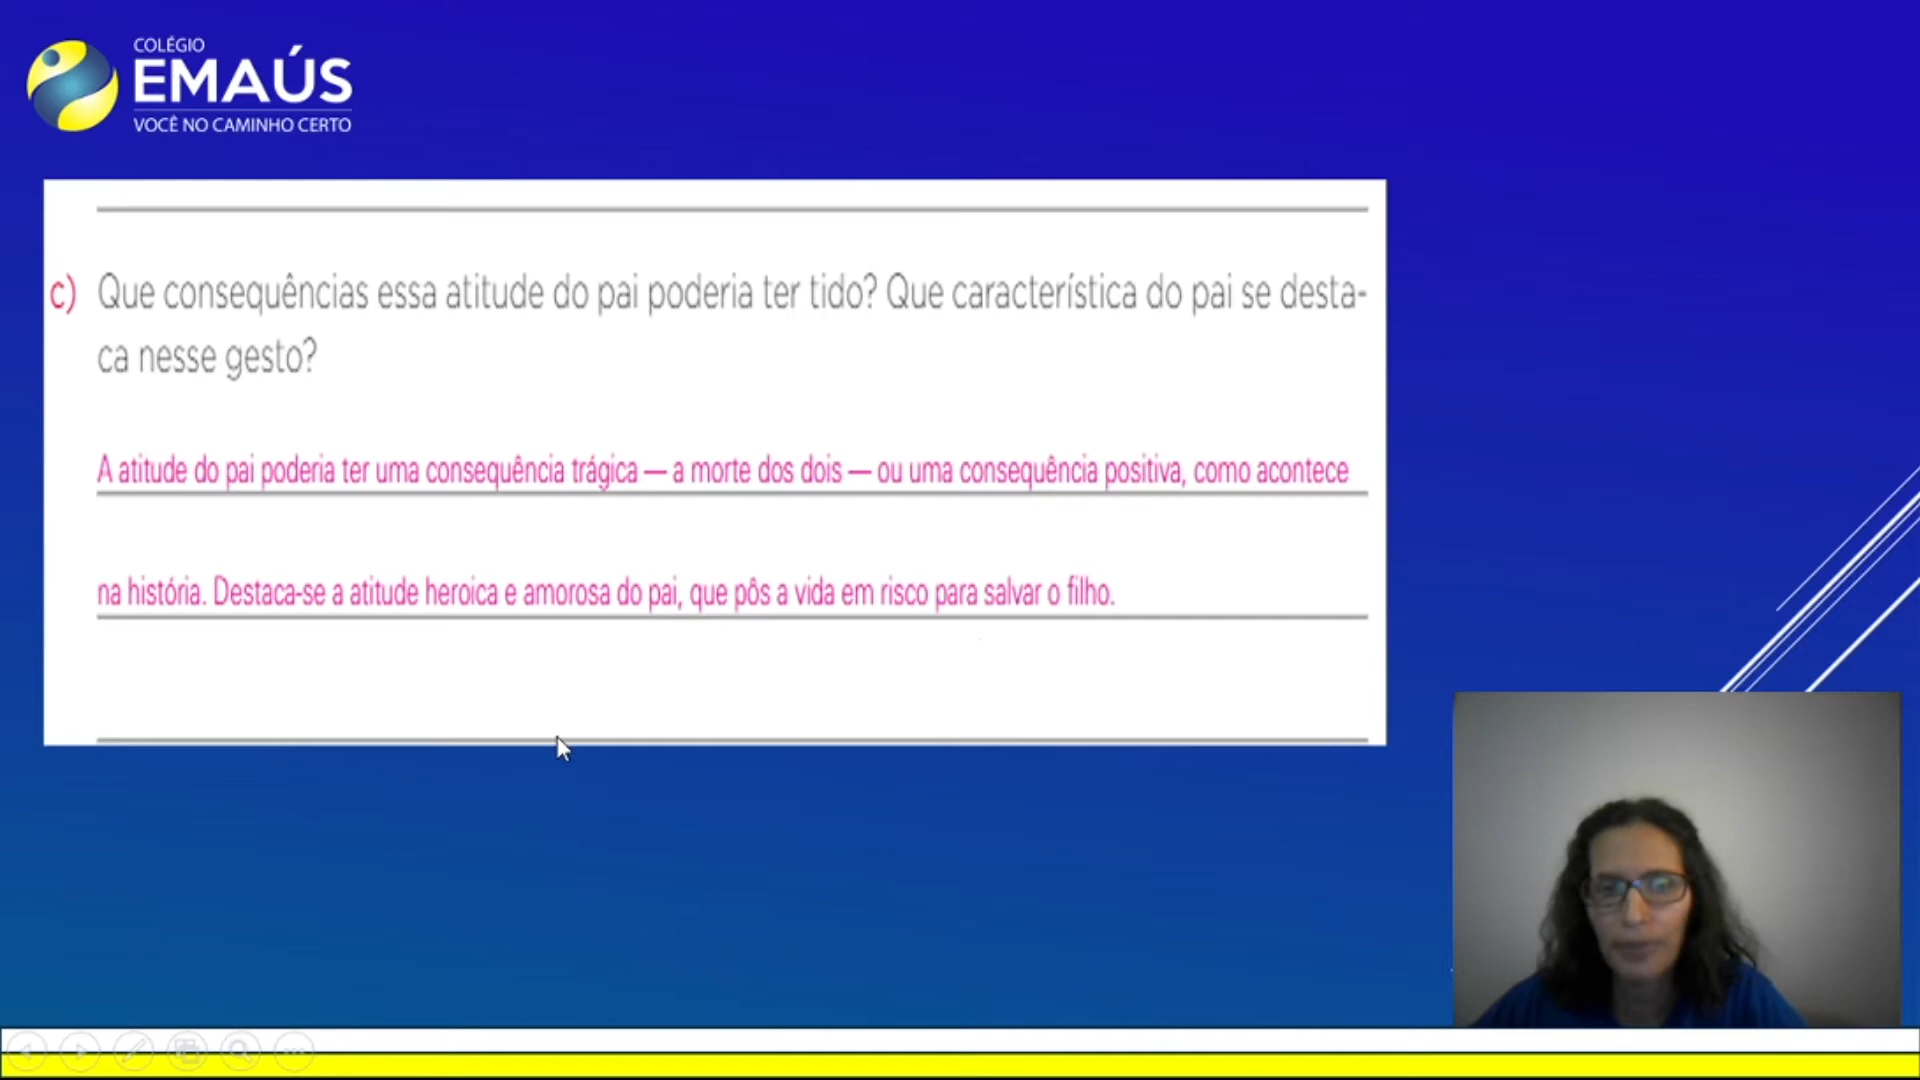 COLÉGIO
EMAÚS
VOCÊ NO CAMINHO CERTO
c) Que consequências essa atitude do pai poderia ter tido? Que característica do pai se desta-
ca nesse gesto?
A atitude do pai poderia ter uma consequência trágica — a morte dos dois — ou uma consequência positiva, como acontece
na história. Destaca-se a atitude heroica e amorosa do pai, que pôs a vida em risco para salvar o filho.